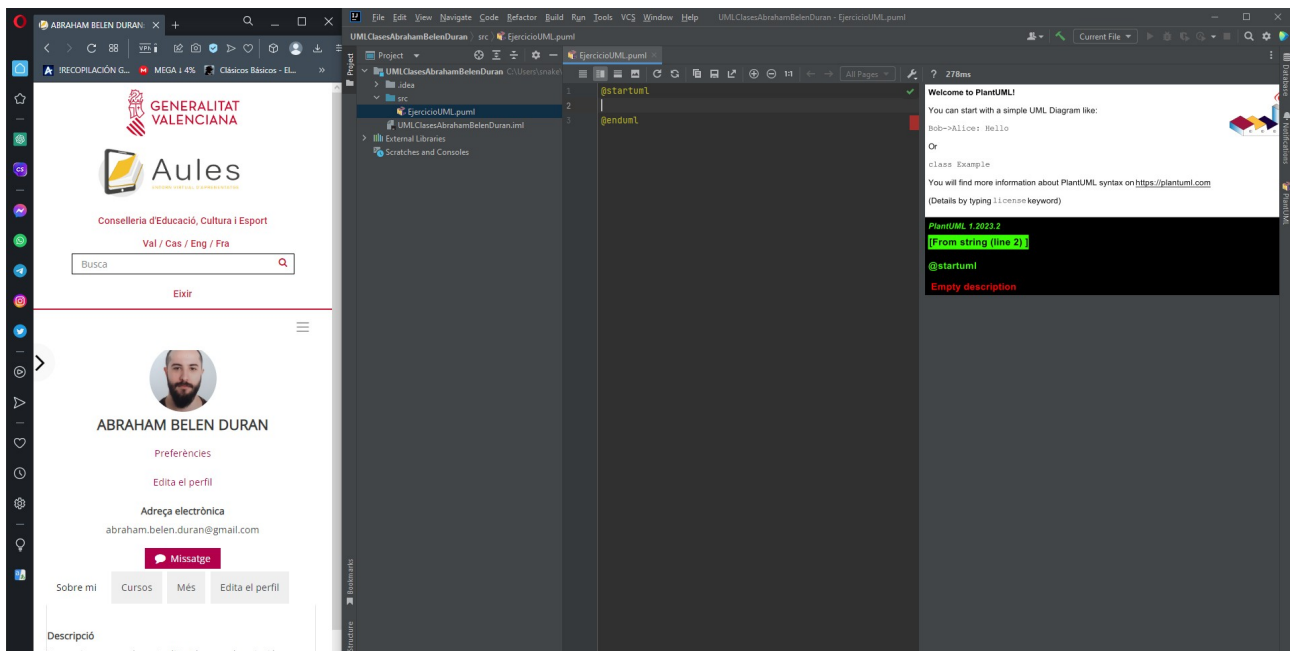 ABRAHAM BELEN DURAN:
VPN
!RECOPILACIÓN G...
MEGA ↓ 4%
Clásicos Básicos - El...
»
GENERALITAT
VALENCIANA
Aules
Conselleria d'Educació, Cultura i Esport
Val / Cas / Eng / Fra
Busca
Eixir
ABRAHAM BELEN DURAN
Preferències
Edita el perfil
Adreça electrònica
abraham.belen.duran@gmail.com
Missatge
Sobre mi
Cursos
Més
Edita el perfil
Descripció
File Edit View Navigate Code Refactor Build Run Tools VCS Window Help
UMLClasesAbrahamBelenDuran - EjercicioUML.puml
UMLClasesAbrahamBelenDuran
src
EjercicioUML.puml
Current File
Project
Project
UMLClasesAbrahamBelenDuran C:\Users\snake\
.idea
src
EjercicioUML.puml
UMLClasesAbrahamBelenDuran.iml
External Libraries
Scratches and Consoles
Bookmarks
Structure
EjercicioUML.puml
1:1
All Pages
1 @startuml
2
3 @enduml
? 278ms
Welcome to PlantUML!
You can start with a simple UML Diagram like:
Bob->Alice: Hello
Or
class Example
You will find more information about PlantUML syntax on https://plantuml.com
(Details by typing license keyword)
PlantUML 1.2023.2
[From string (line 2) ]
@startuml
Empty description
Database
Notifications
PlantUML